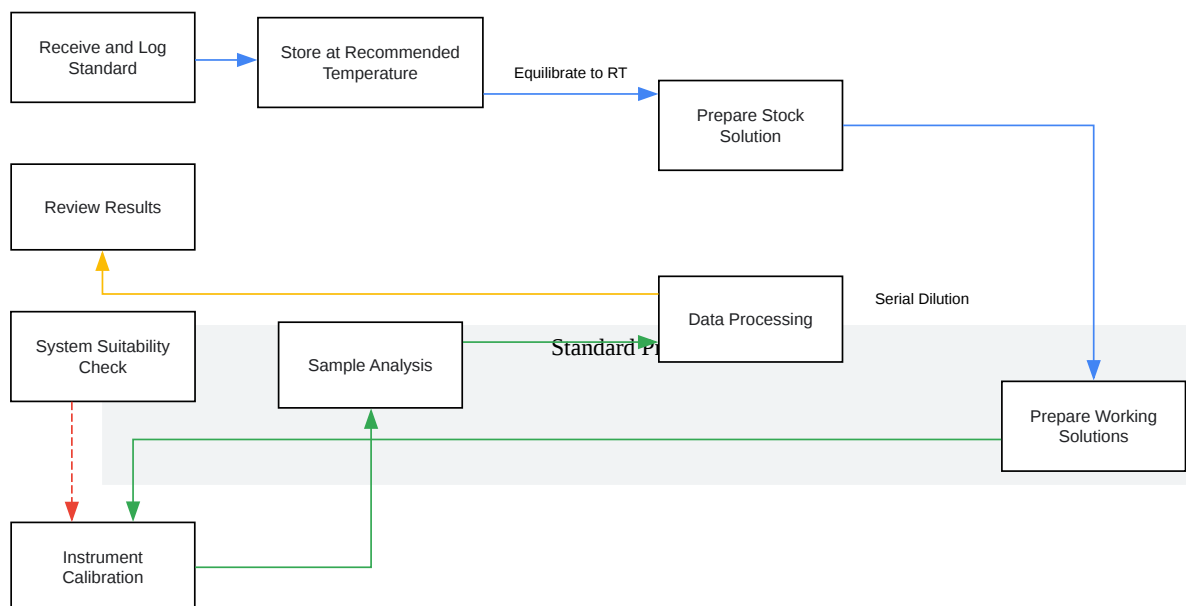 Receive and Log
Standard
Store at Recommended
Temperature
Equilibrate to RT
Prepare Stock
Solution
Review Results
Serial Dilution
Data Processing
System Suitability
Check
Sample Analysis
Standard
Prepare Working
Solutions
Instrument
Calibration